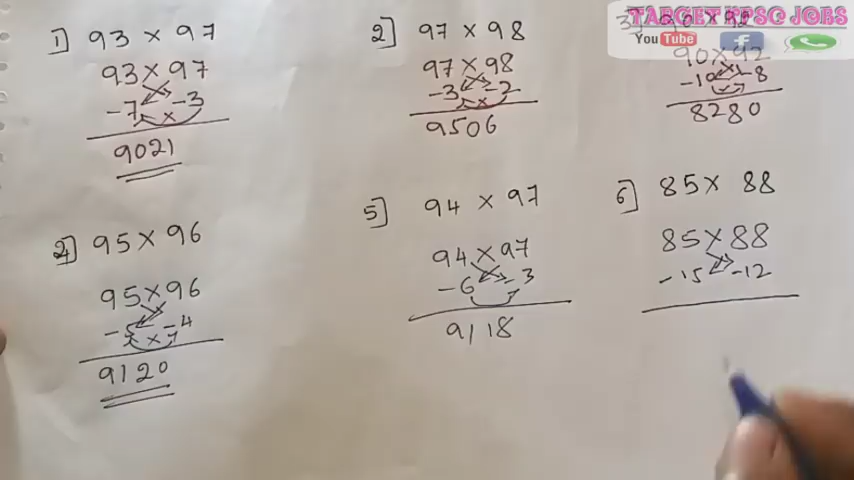 1] 93 × 97
93 × 97
-7 -3
×
9021
2] 97 × 98
97 × 98
-3 -2
×
9506
TARGET KPSC JOBS
YouTube f
90 × 92
-10 -8
8280
4] 95 × 96
95 × 96
-5 -4
×
9120
5] 94 × 97
94 × 97
-6 -3
9118
6] 85 × 88
85 × 88
-15 -12